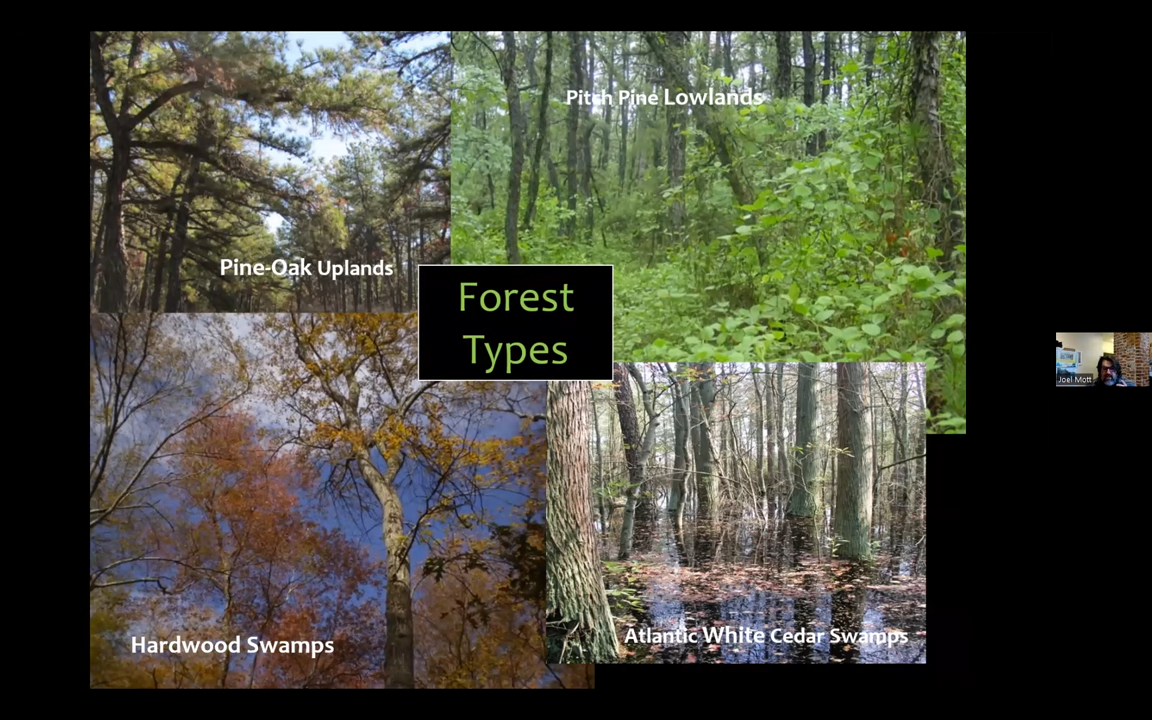 Pitch Pine Lowlands
Pine-Oak Uplands
Forest
Types
Joel Mott
Hardwood Swamps
Atlantic White Cedar Swamps